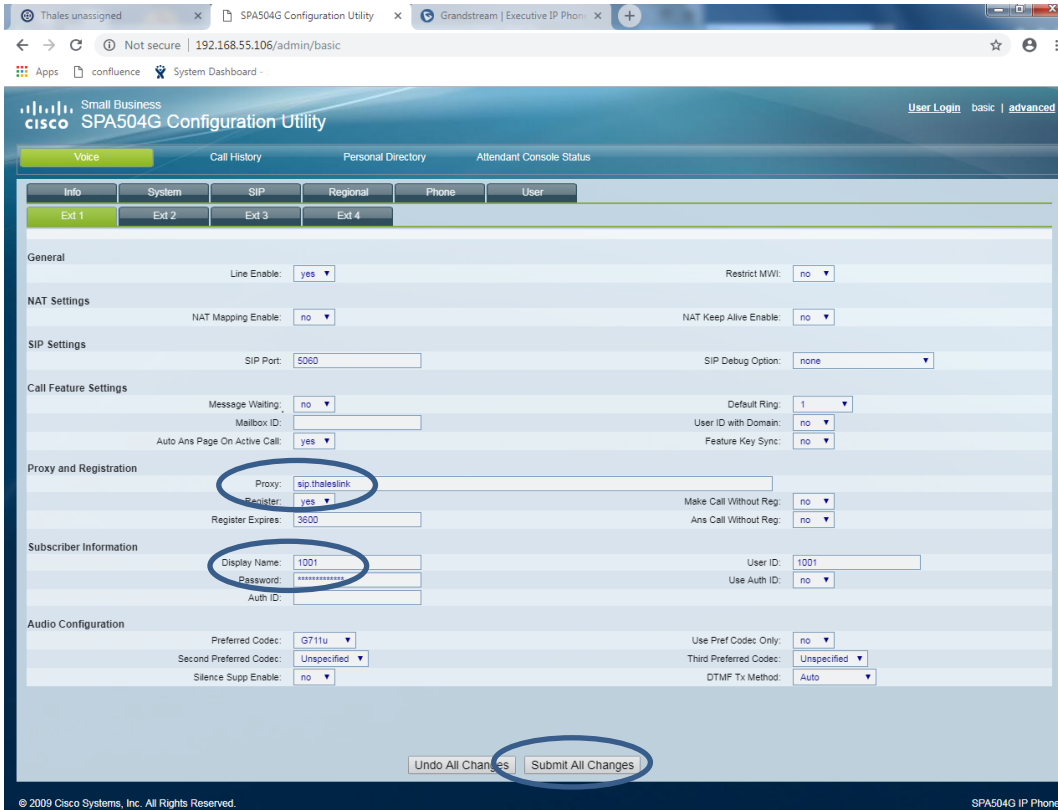 Thales unassigned × SPA504G Configuration Utility × Grandstream | Executive IP Phon ×
Not secure | 192.168.55.106/admin/basic
Apps confluence System Dashboard -
Small Business
cisco SPA504G Configuration Utility
User Login basic | advanced
Voice Call History Personal Directory Attendant Console Status
Info System SIP Regional Phone User
Ext 1 Ext 2 Ext 3 Ext 4
General
Line Enable: yes Restrict MWI: no
NAT Settings
NAT Mapping Enable: no NAT Keep Alive Enable: no
SIP Settings
SIP Port: 5060 SIP Debug Option: none
Call Feature Settings
Message Waiting: no Default Ring: 1
Mailbox ID: User ID with Domain: no
Auto Ans Page On Active Call: yes Feature Key Sync: no
Proxy and Registration
Proxy: sip.thaleslink
Register: yes Make Call Without Reg: no
Register Expires: 3600 Ans Call Without Reg: no
Subscriber Information
Display Name: 1001 User ID: 1001
Password: ************* Use Auth ID: no
Auth ID:
Audio Configuration
Preferred Codec: G711u Use Pref Codec Only: no
Second Preferred Codec: Unspecified Third Preferred Codec: Unspecified
Silence Supp Enable: no DTMF Tx Method: Auto
Undo All Changes Submit All Changes
© 2009 Cisco Systems, Inc. All Rights Reserved. SPA504G IP Phone